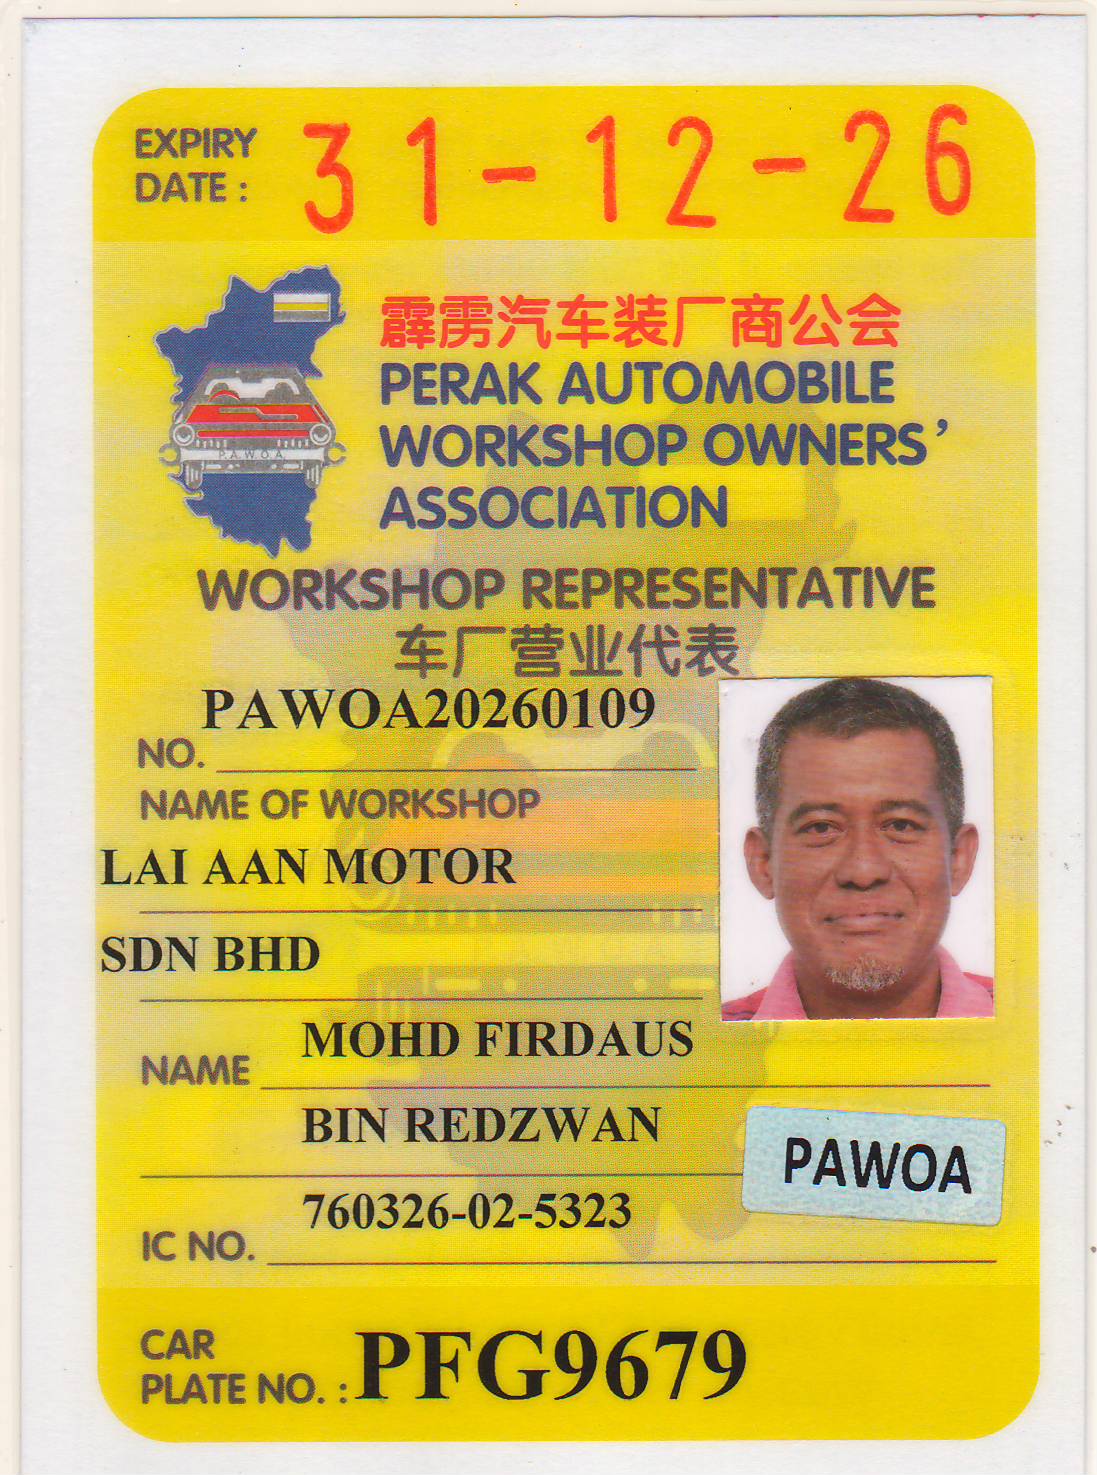 EXPIRY
DATE : 31-12-26
霹雳汽车装厂商公会
PERAK AUTOMOBILE
WORKSHOP OWNERS'
ASSOCIATION
P.A.W.O.A.
WORKSHOP REPRESENTATIVE
车厂营业代表
PAWOA20260109
NO.
NAME OF WORKSHOP
LAI AAN MOTOR
SDN BHD
MOHD FIRDAUS
NAME
BIN REDZWAN
PAWOA
760326-02-5323
IC NO.
CAR
PLATE NO. : PFG9679